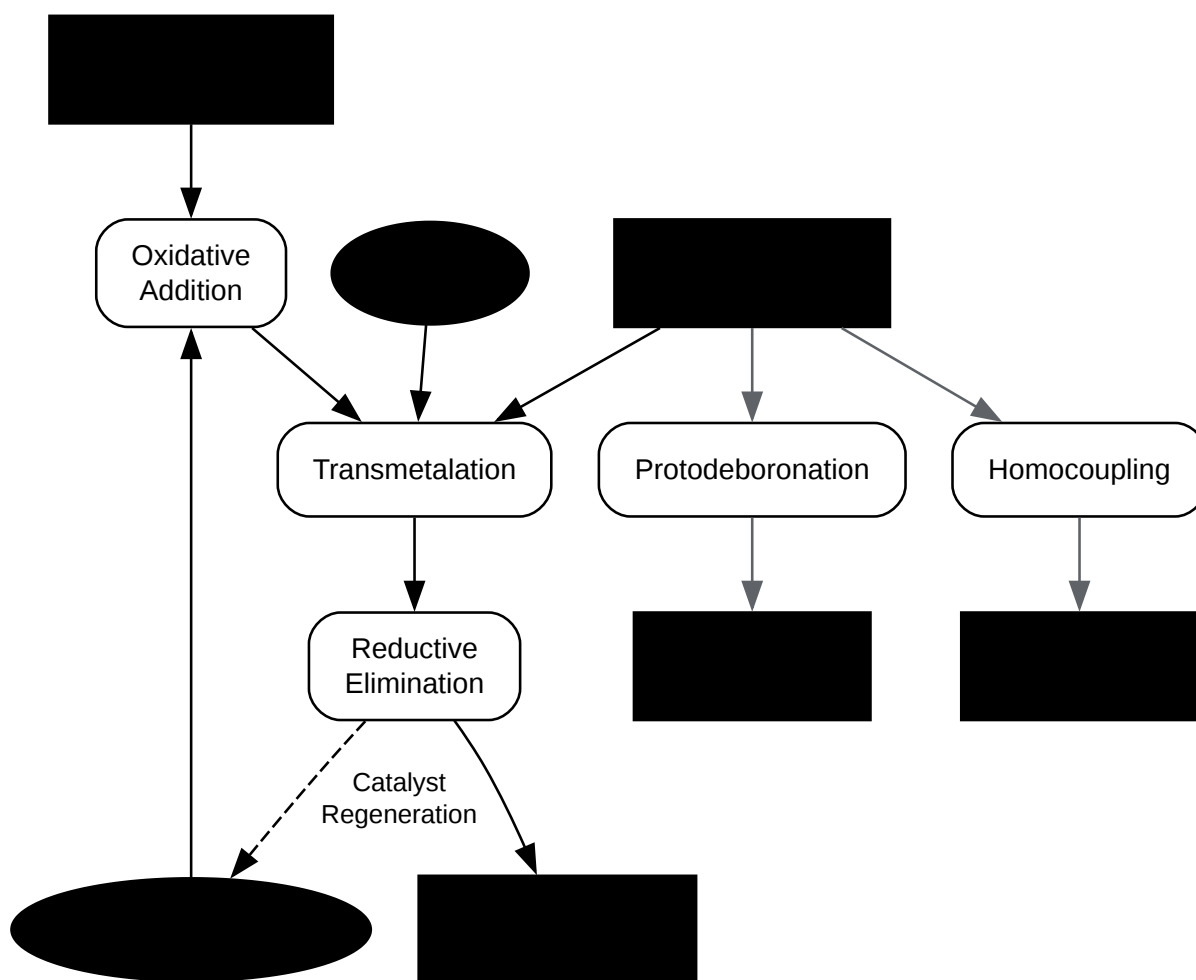 Oxidative
Addition
Transmetalation
Protodeboronation
Homocoupling
Reductive
Elimination
Catalyst
Regeneration